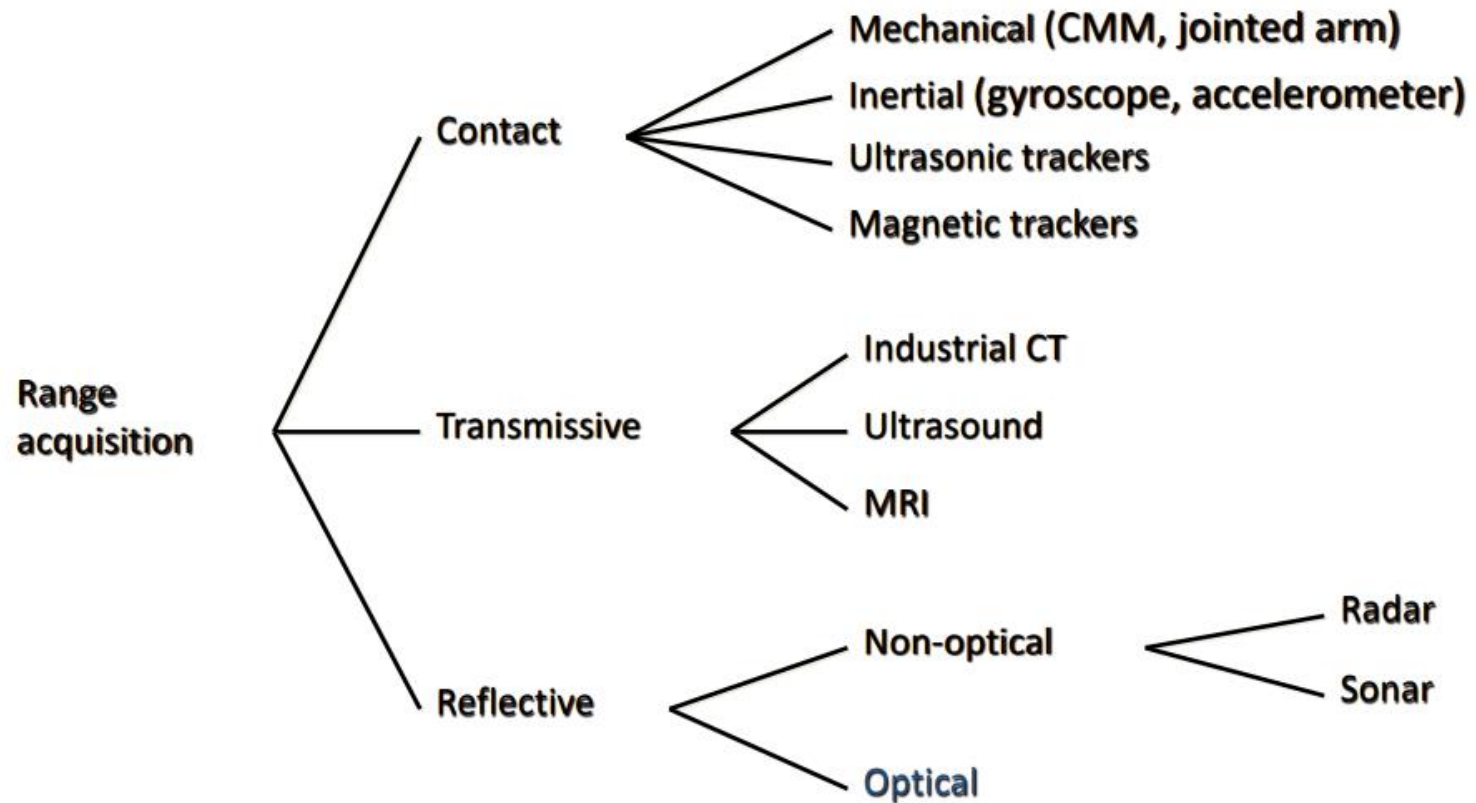 Mechanical (CMM, jointed arm)
Inertial (gyroscope, accelerometer)
Contact
Ultrasonic trackers
Magnetic trackers
Industrial CT
Range
acquisition
Transmissive
Ultrasound
MRI
Radar
Non-optical
Sonar
Reflective
Optical